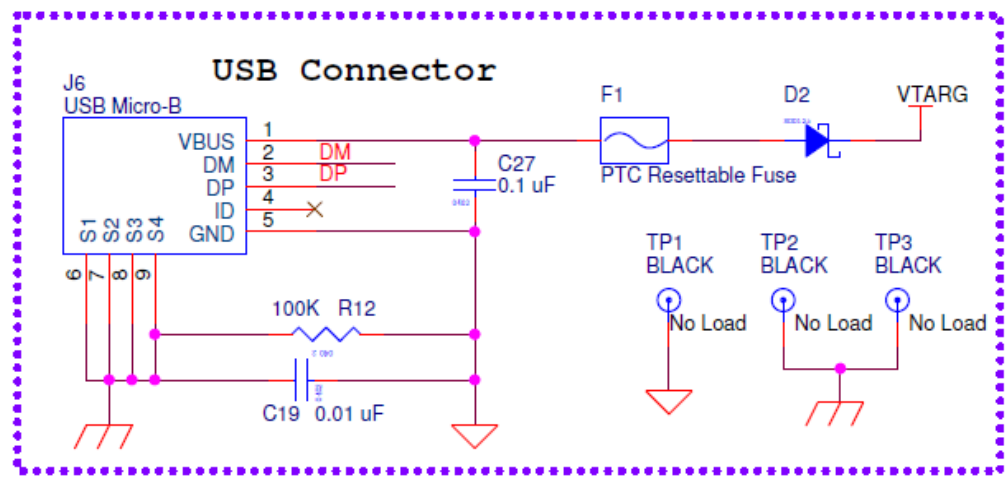 USB Connector
J6
USB Micro-B
VBUS 1
DM 2 DM
DP 3 DP
ID 4
GND 5
S1 S2 S3 S4
6 7 8 9
C27
0.1 uF
F1
PTC Resettable Fuse
D2
VTARG
100K R12
C19 0.01 uF
TP1
BLACK
No Load
TP2
BLACK
No Load
TP3
BLACK
No Load